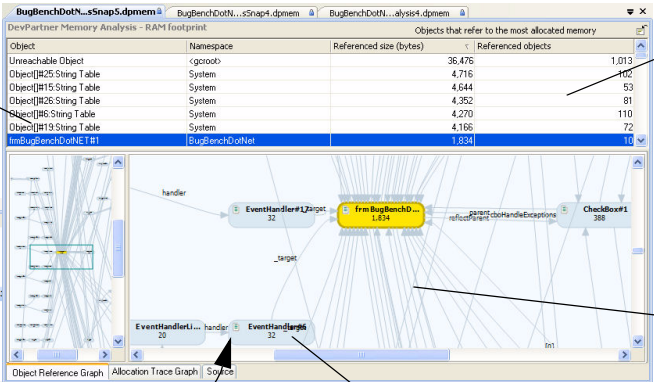 BugBenchDotN...sSnap5.dpmem BugBenchDotN...sSnap4.dpmem BugBenchDotN...alysis4.dpmem
DevPartner Memory Analysis - RAM footprint Objects that refer to the most allocated memory
Object Namespace Referenced size (bytes) Referenced objects
Unreachable Object <gcroot> 36,476 1,013
Object[]#25:String Table System 4,716 102
Object[]#15:String Table System 4,644 53
Object[]#26:String Table System 4,352 81
Object[]#6:String Table System 4,270 110
Object[]#19:String Table System 4,166 72
frmBugBenchDotNET#1 BugBenchDotNet 1,834 10
handler
EventHandler#17 _target frmBugBenchD... parent cboHandleExceptions CheckBox#1
32 1,834 reflectParent 388
_target
EventHandlerLi... handler EventHandler#6
20 32
Object Reference Graph Allocation Trace Graph Source